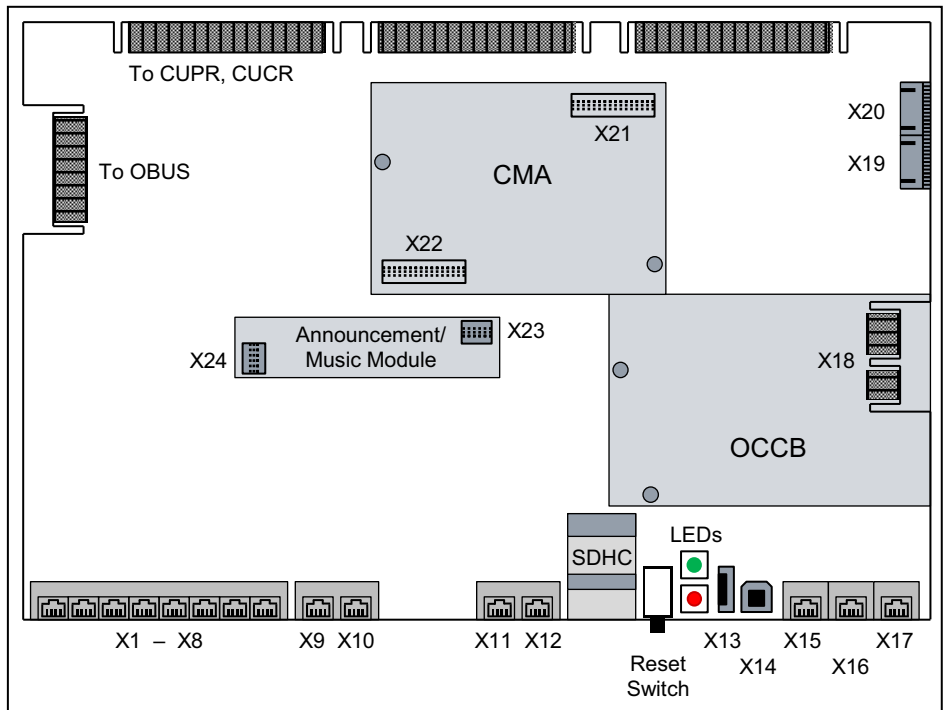 To CUPR, CUCR
X20
X21
X19
To OBUS
CMA
X22
Announcement/
Music Module
X23
X24
X18
OCCB
LEDs
SDHC
X1 – X8
X9 X10
X11 X12
X13
X15
X17
X14
X16
Reset
Switch